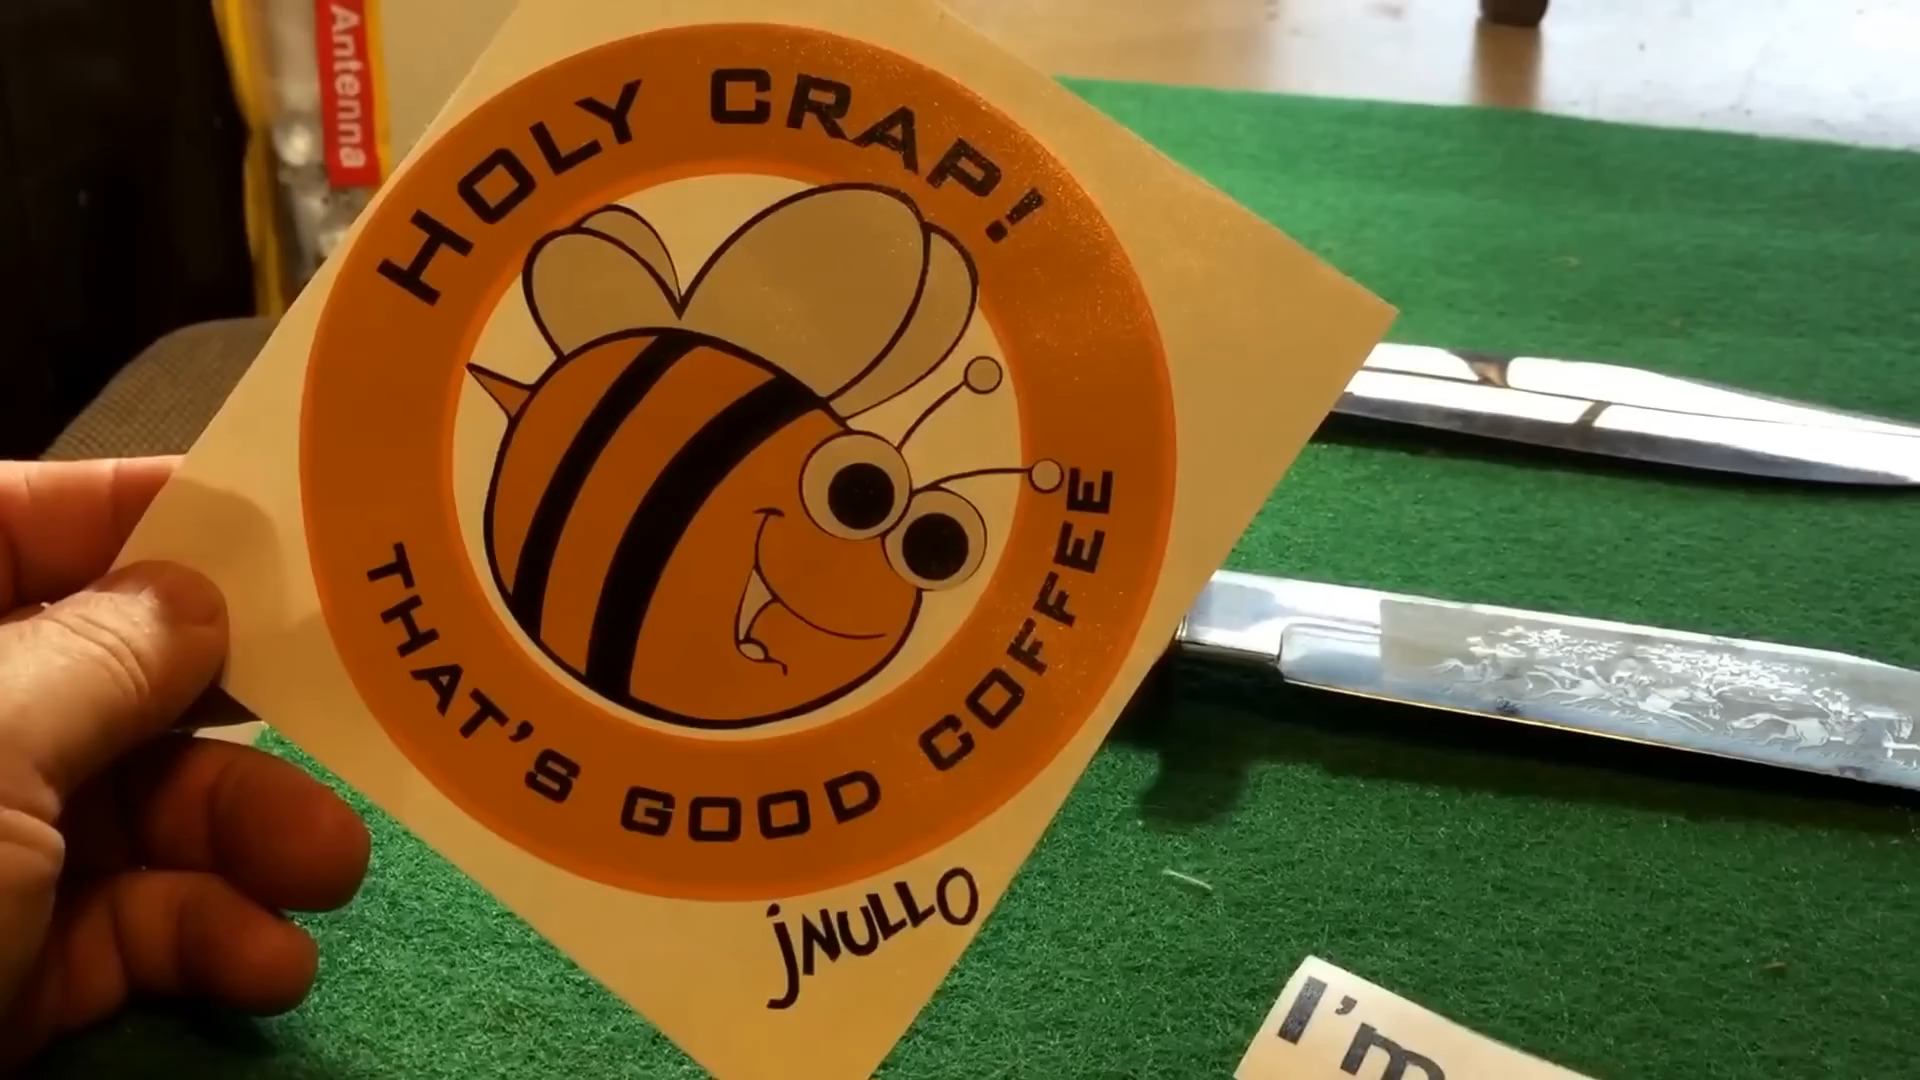 Antenna
HOLY CRAP!
THAT'S GOOD COFFEE
jNULLO
I'm